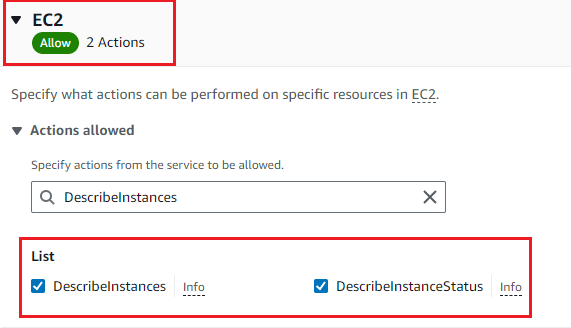 EC2
Allow 2 Actions
Specify what actions can be performed on specific resources in EC2.
Actions allowed
Specify actions from the service to be allowed.
DescribeInstances
List
DescribeInstances Info DescribeInstanceStatus Info